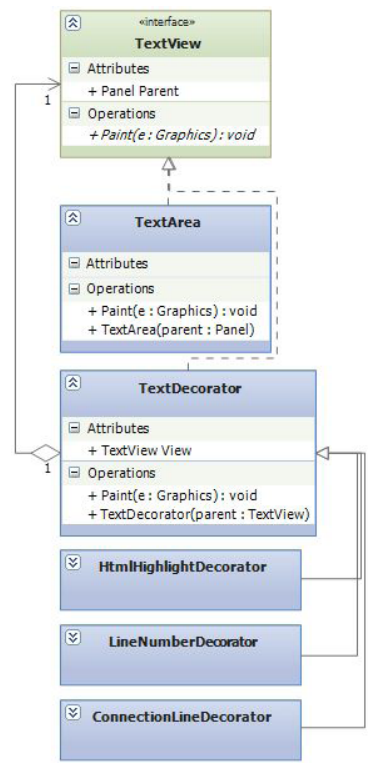 «interface»
TextView
Attributes
+ Panel Parent
Operations
+ Paint(e : Graphics) : void
1
TextArea
Attributes
Operations
+ Paint(e : Graphics) : void
+ TextArea(parent : Panel)
TextDecorator
Attributes
+ TextView View
1
Operations
+ Paint(e : Graphics) : void
+ TextDecorator(parent : TextView)
HtmlHighlightDecorator
LineNumberDecorator
ConnectionLineDecorator